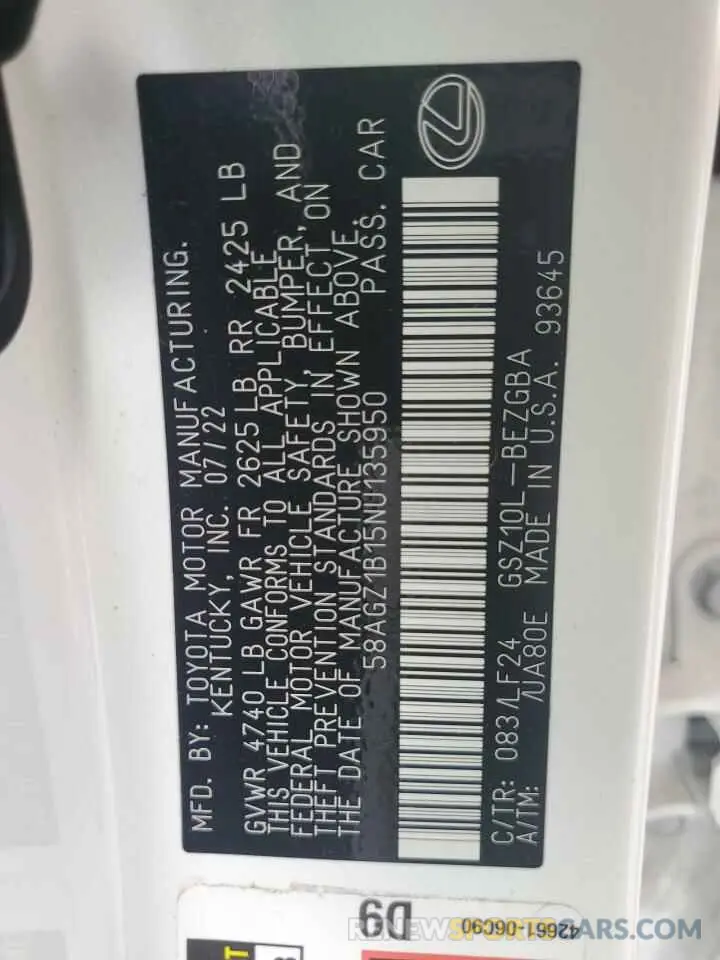 MFD. BY: TOYOTA MOTOR MANUFACTURING.
KENTUCKY, INC. 07/22
GVWR 4740 LB GAWR FR 2625 LB RR 2425 LB
THIS VEHICLE CONFORMS TO ALL APPLICABLE
FEDERAL MOTOR VEHICLE SAFETY, BUMPER, AND
THEFT PREVENTION STANDARDS IN EFFECT ON
THE DATE OF MANUFACTURE SHOWN ABOVE.
58AGZ1B15NU135950 PASS. CAR
C/TR: 083/LF24 GSZ10L-BEZGBA
A/TM: /UA80E MADE IN U.S.A. 93645
D9
42661-06C90
RENEWSPORTSCARS.COM